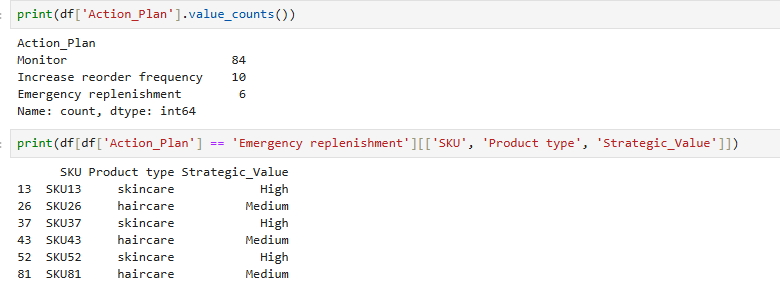 print(df['Action_Plan'].value_counts())
Action_Plan
Monitor                       84
Increase reorder frequency    10
Emergency replenishment        6
Name: count, dtype: int64
print(df[df['Action_Plan'] == 'Emergency replenishment'][['SKU', 'Product type', 'Strategic_Value']])
      SKU Product type Strategic_Value
13  SKU13     skincare            High
26  SKU26     haircare          Medium
37  SKU37     skincare            High
43  SKU43     haircare          Medium
52  SKU52     skincare            High
81  SKU81     haircare          Medium